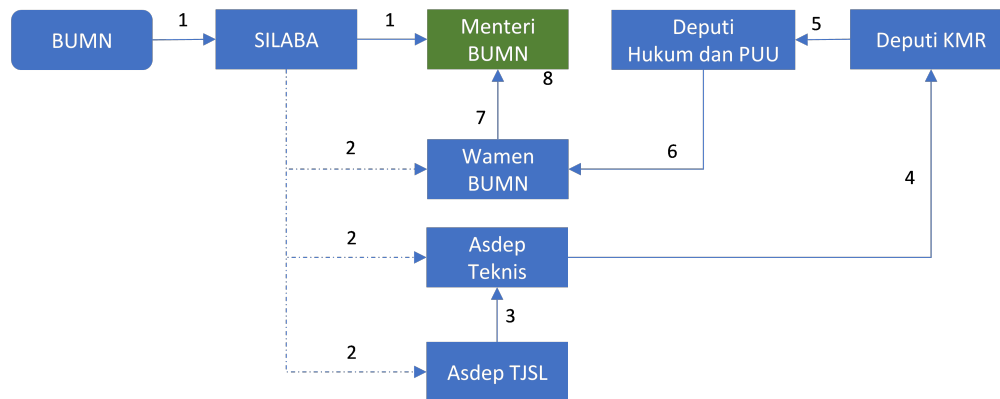 BUMN
1
SILABA
1
Menteri
BUMN
8
Deputi
Hukum dan PUU
5
Deputi KMR
7
2
Wamen
BUMN
6
4
2
Asdep
Teknis
3
2
Asdep TJSL